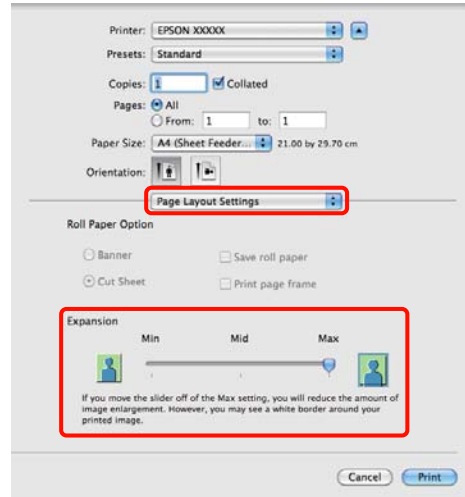 Printer: EPSON XXXXX
Presets: Standard
Copies: 1 Collated
Pages: All
From: 1 to: 1
Paper Size: A4 (Sheet Feeder... 21.00 by 29.70 cm
Orientation:
Page Layout Settings
Roll Paper Option
Banner Save roll paper
Cut Sheet Print page frame
Expansion
Min Mid Max
If you move the slider off of the Max setting, you will reduce the amount of
image enlargement. However, you may see a white border around your
printed image.
Cancel Print